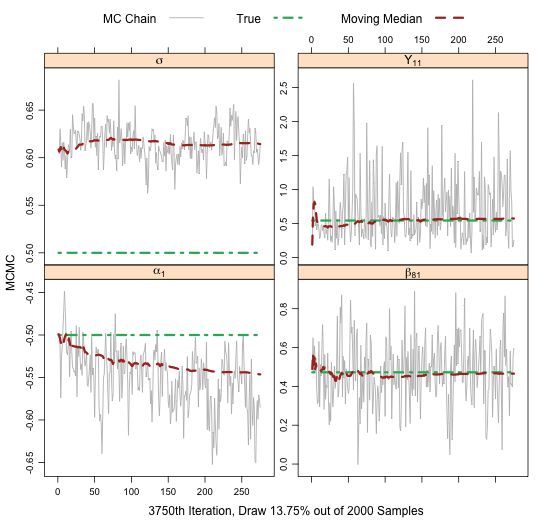 MC Chain True Moving Median
0 50 100 150 200 250
σ Υ₁₁
0.65 0.60 0.55 0.50
2.5 2.0 1.5 1.0 0.5 0.0
MCMC
α₁ β₈₁
-0.45 -0.50 -0.55 -0.60 -0.65
0.8 0.6 0.4 0.2 0.0
0 50 100 150 200 250
3750th Iteration, Draw 13.75% out of 2000 Samples